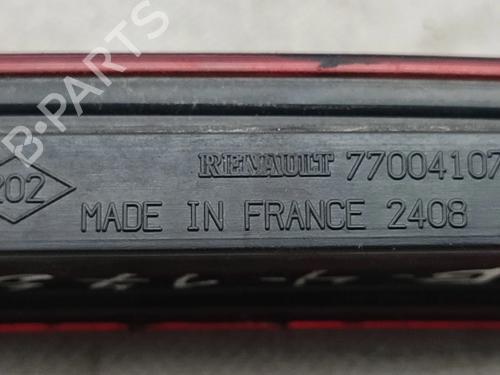 B-PARTS
202
RENAULT 77004107
MADE IN FRANCE 2408